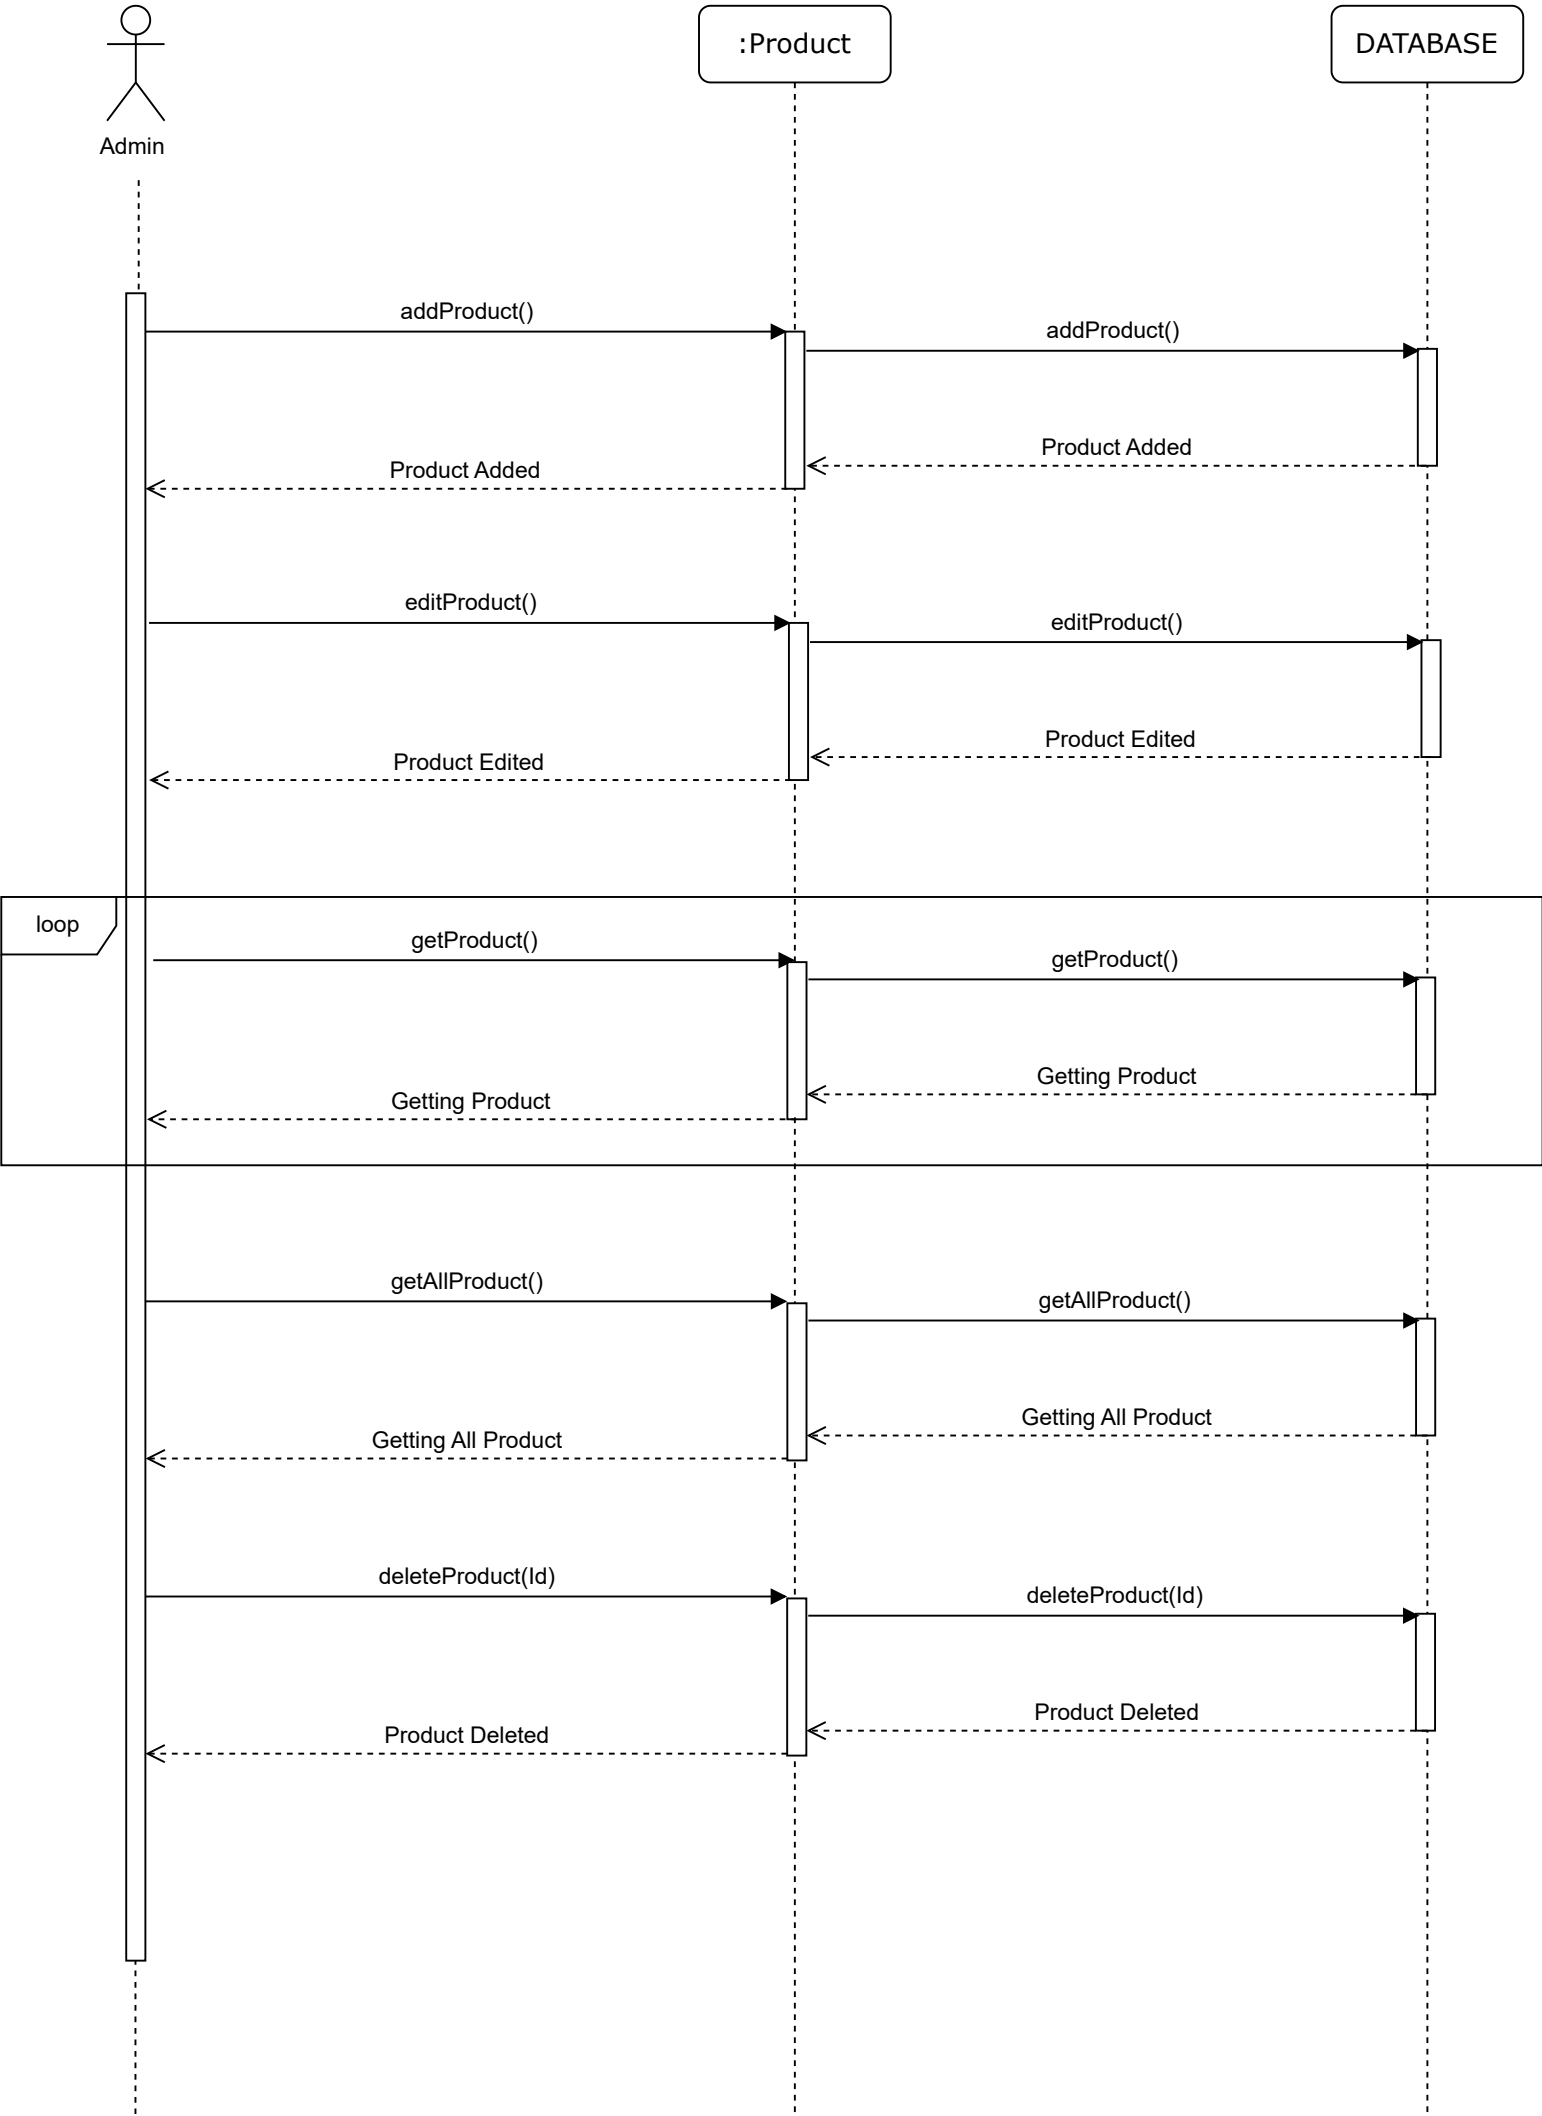 :Product
DATABASE
Admin
addProduct()
addProduct()
Product Added
Product Added
editProduct()
editProduct()
Product Edited
Product Edited
loop
getProduct()
getProduct()
Getting Product
Getting Product
getAllProduct()
getAllProduct()
Getting All Product
Getting All Product
deleteProduct(Id)
deleteProduct(Id)
Product Deleted
Product Deleted